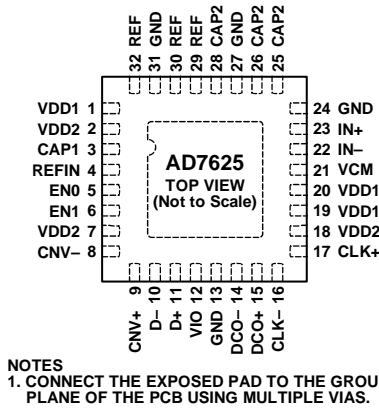 32 REF
31 GND
30 REF
29 REF
28 CAP2
27 GND
26 CAP2
25 CAP2
VDD1 1
VDD2 2
CAP1 3
REFIN 4
EN0 5
EN1 6
VDD2 7
CNV– 8
AD7625
TOP VIEW
(Not to Scale)
24 GND
23 IN+
22 IN–
21 VCM
20 VDD1
19 VDD1
18 VDD2
17 CLK+
CNV+ 9
D– 10
D+ 11
VIO 12
GND 13
DCO– 14
DCO+ 15
CLK– 16
NOTES
1. CONNECT THE EXPOSED PAD TO THE GROU
PLANE OF THE PCB USING MULTIPLE VIAS.